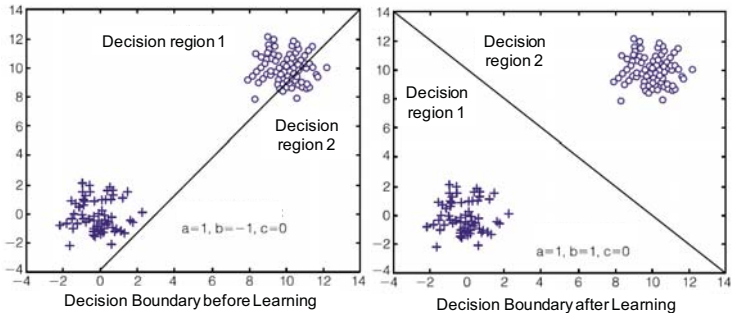 14
12
10
8
6
4
2
0
−2
−4
Decision region 1
Decision
region 2
a=1, b=−1, c=0
−2 0 2 4 6 8 10 12 14
Decision Boundary before Learning
14
12
10
8
6
4
2
0
−2
−4
Decision
region 2
Decision
region 1
a=1, b=1, c=0
−4 −2 0 2 4 6 8 10 12 14
Decision Boundary after Learning